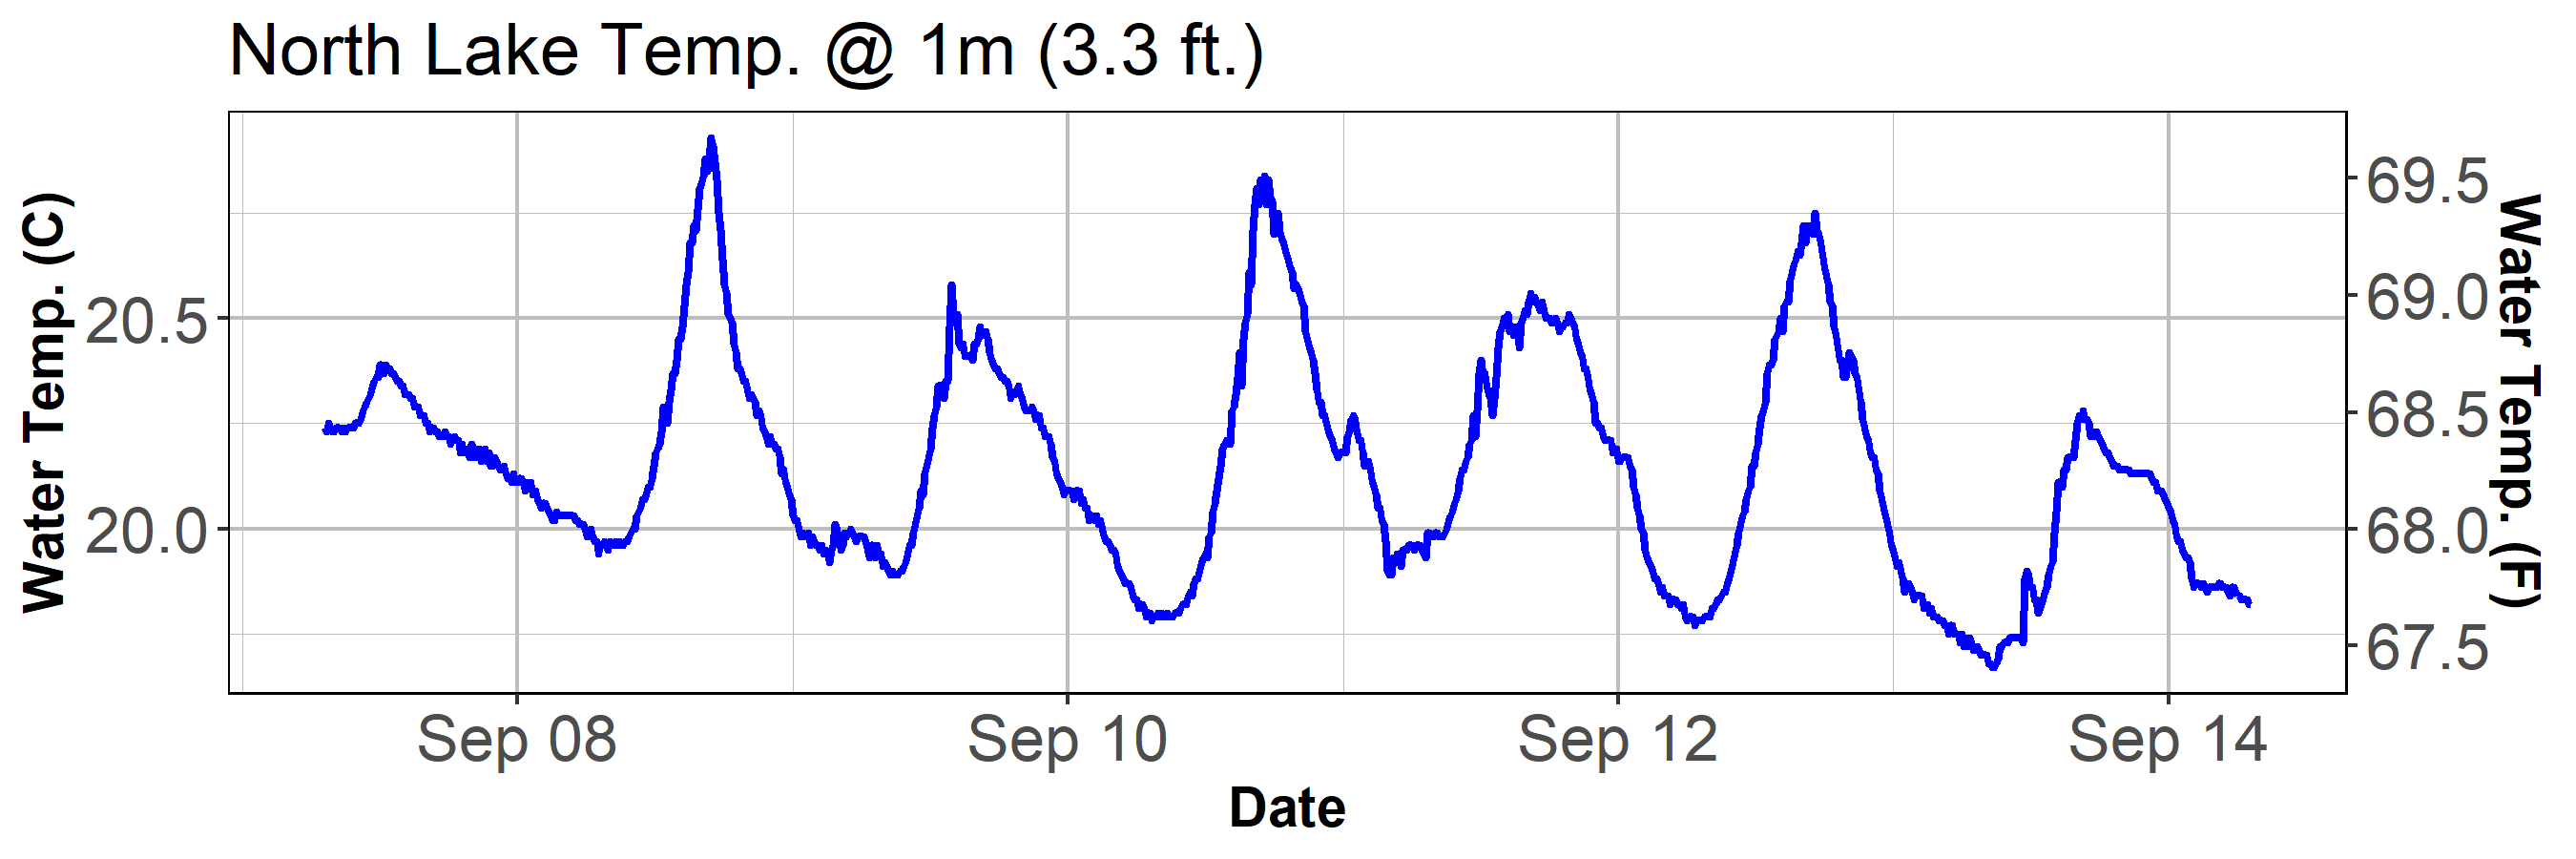 North Lake Temp. @ 1m (3.3 ft.)
Water Temp. (C)
20.5
20.0
69.5
69.0
68.5
68.0
67.5
Water Temp. (F)
Sep 08 Sep 10 Sep 12 Sep 14
Date